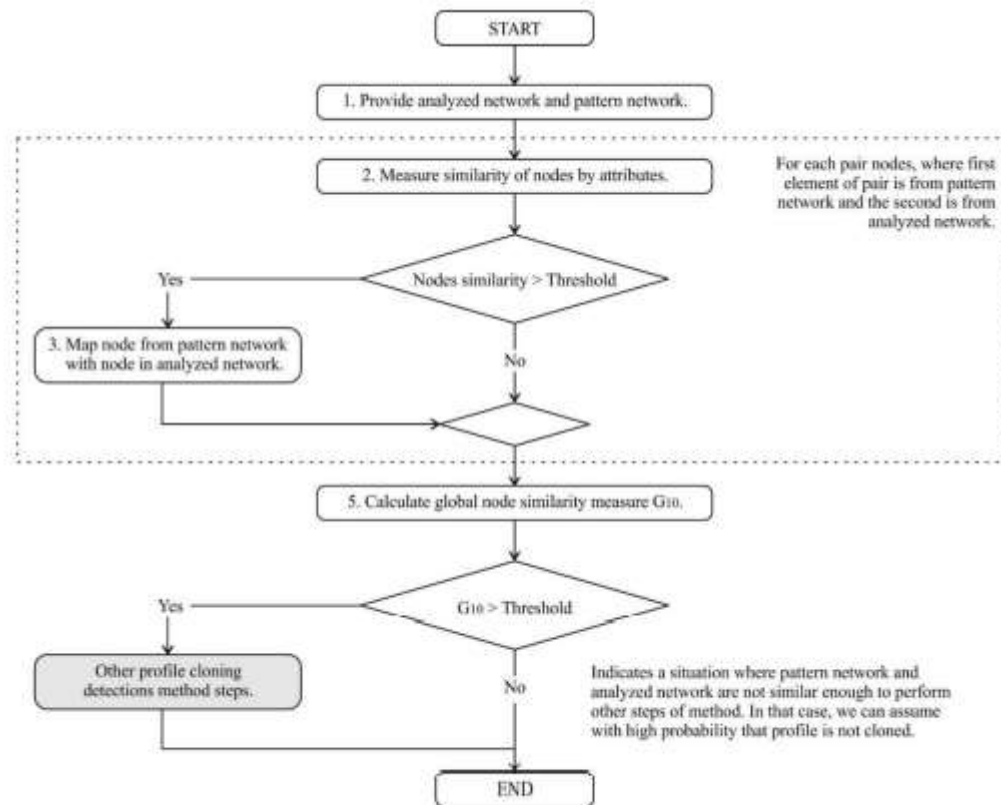 START
1. Provide analyzed network and pattern network.
2. Measure similarity of nodes by attributes.
For each pair nodes, where first
element of pair is from pattern
network and the second is from
analyzed network.
Nodes similarity > Threshold
Yes
3. Map node from pattern network
with node in analyzed network.
No
5. Calculate global node similarity measure G10.
G10 > Threshold
Yes
Other profile cloning
detections method steps.
No
Indicates a situation where pattern network and
analyzed network are not similar enough to perform
other steps of method. In that case, we can assume
with high probability that profile is not cloned.
END